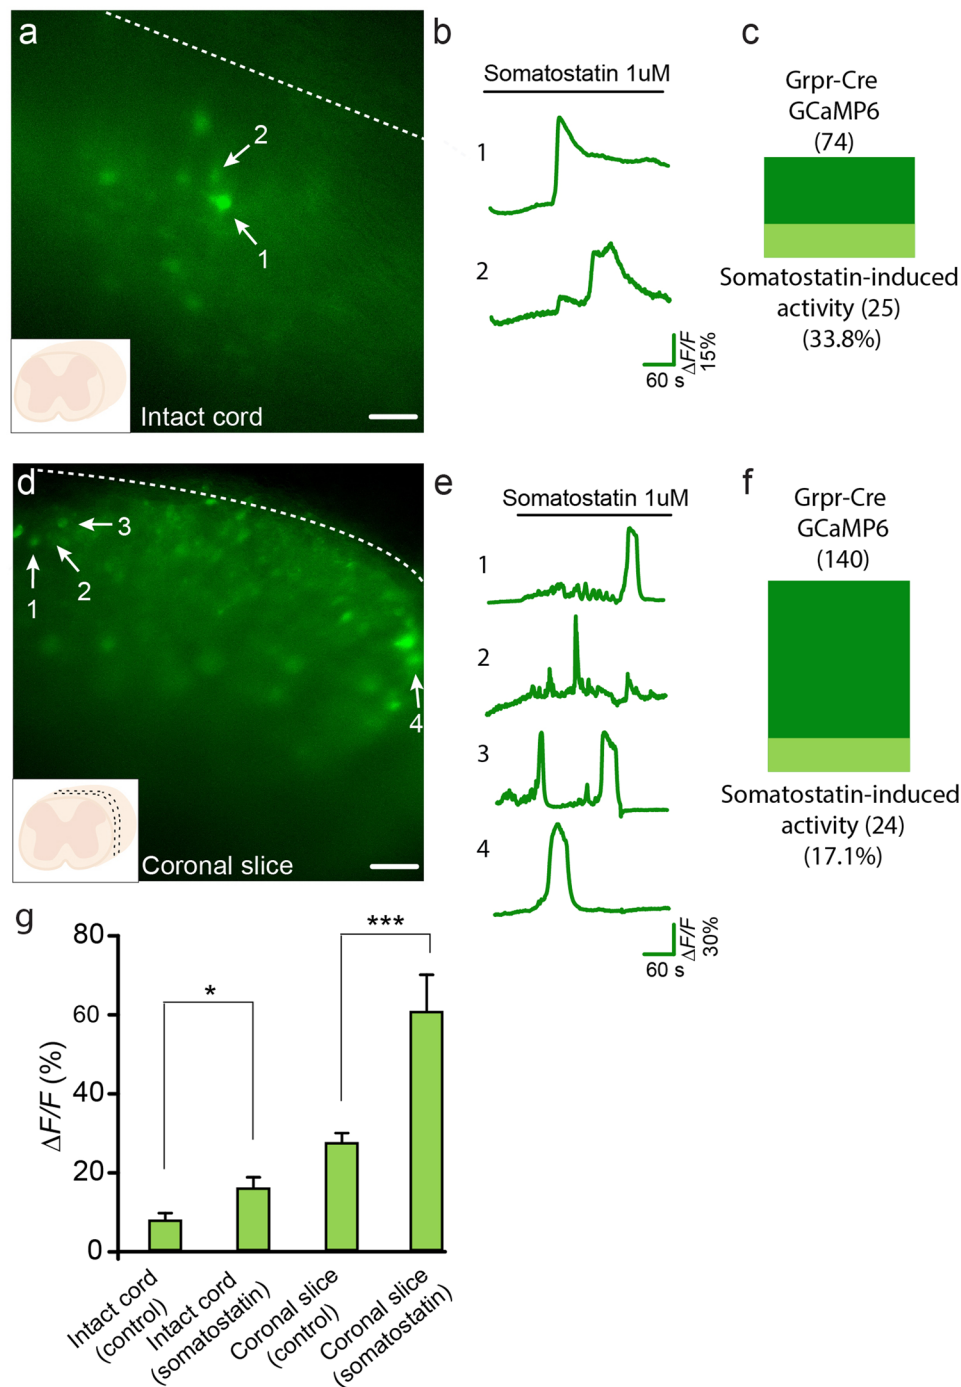 a
2
1
Intact cord
b
Somatostatin 1uM
1
2
ΔF/F
15%
60 s
c
Grpr-Cre
GCaMP6
(74)
Somatostatin-induced
activity (25)
(33.8%)
d
3
2
1
4
Coronal slice
e
Somatostatin 1uM
1
2
3
4
ΔF/F
30%
60 s
f
Grpr-Cre
GCaMP6
(140)
Somatostatin-induced
activity (24)
(17.1%)
g
ΔF/F (%)
80
60
40
20
0
*
***
Intact cord
(control)
Intact cord
(somatostatin)
Coronal slice
(control)
Coronal slice
(somatostatin)